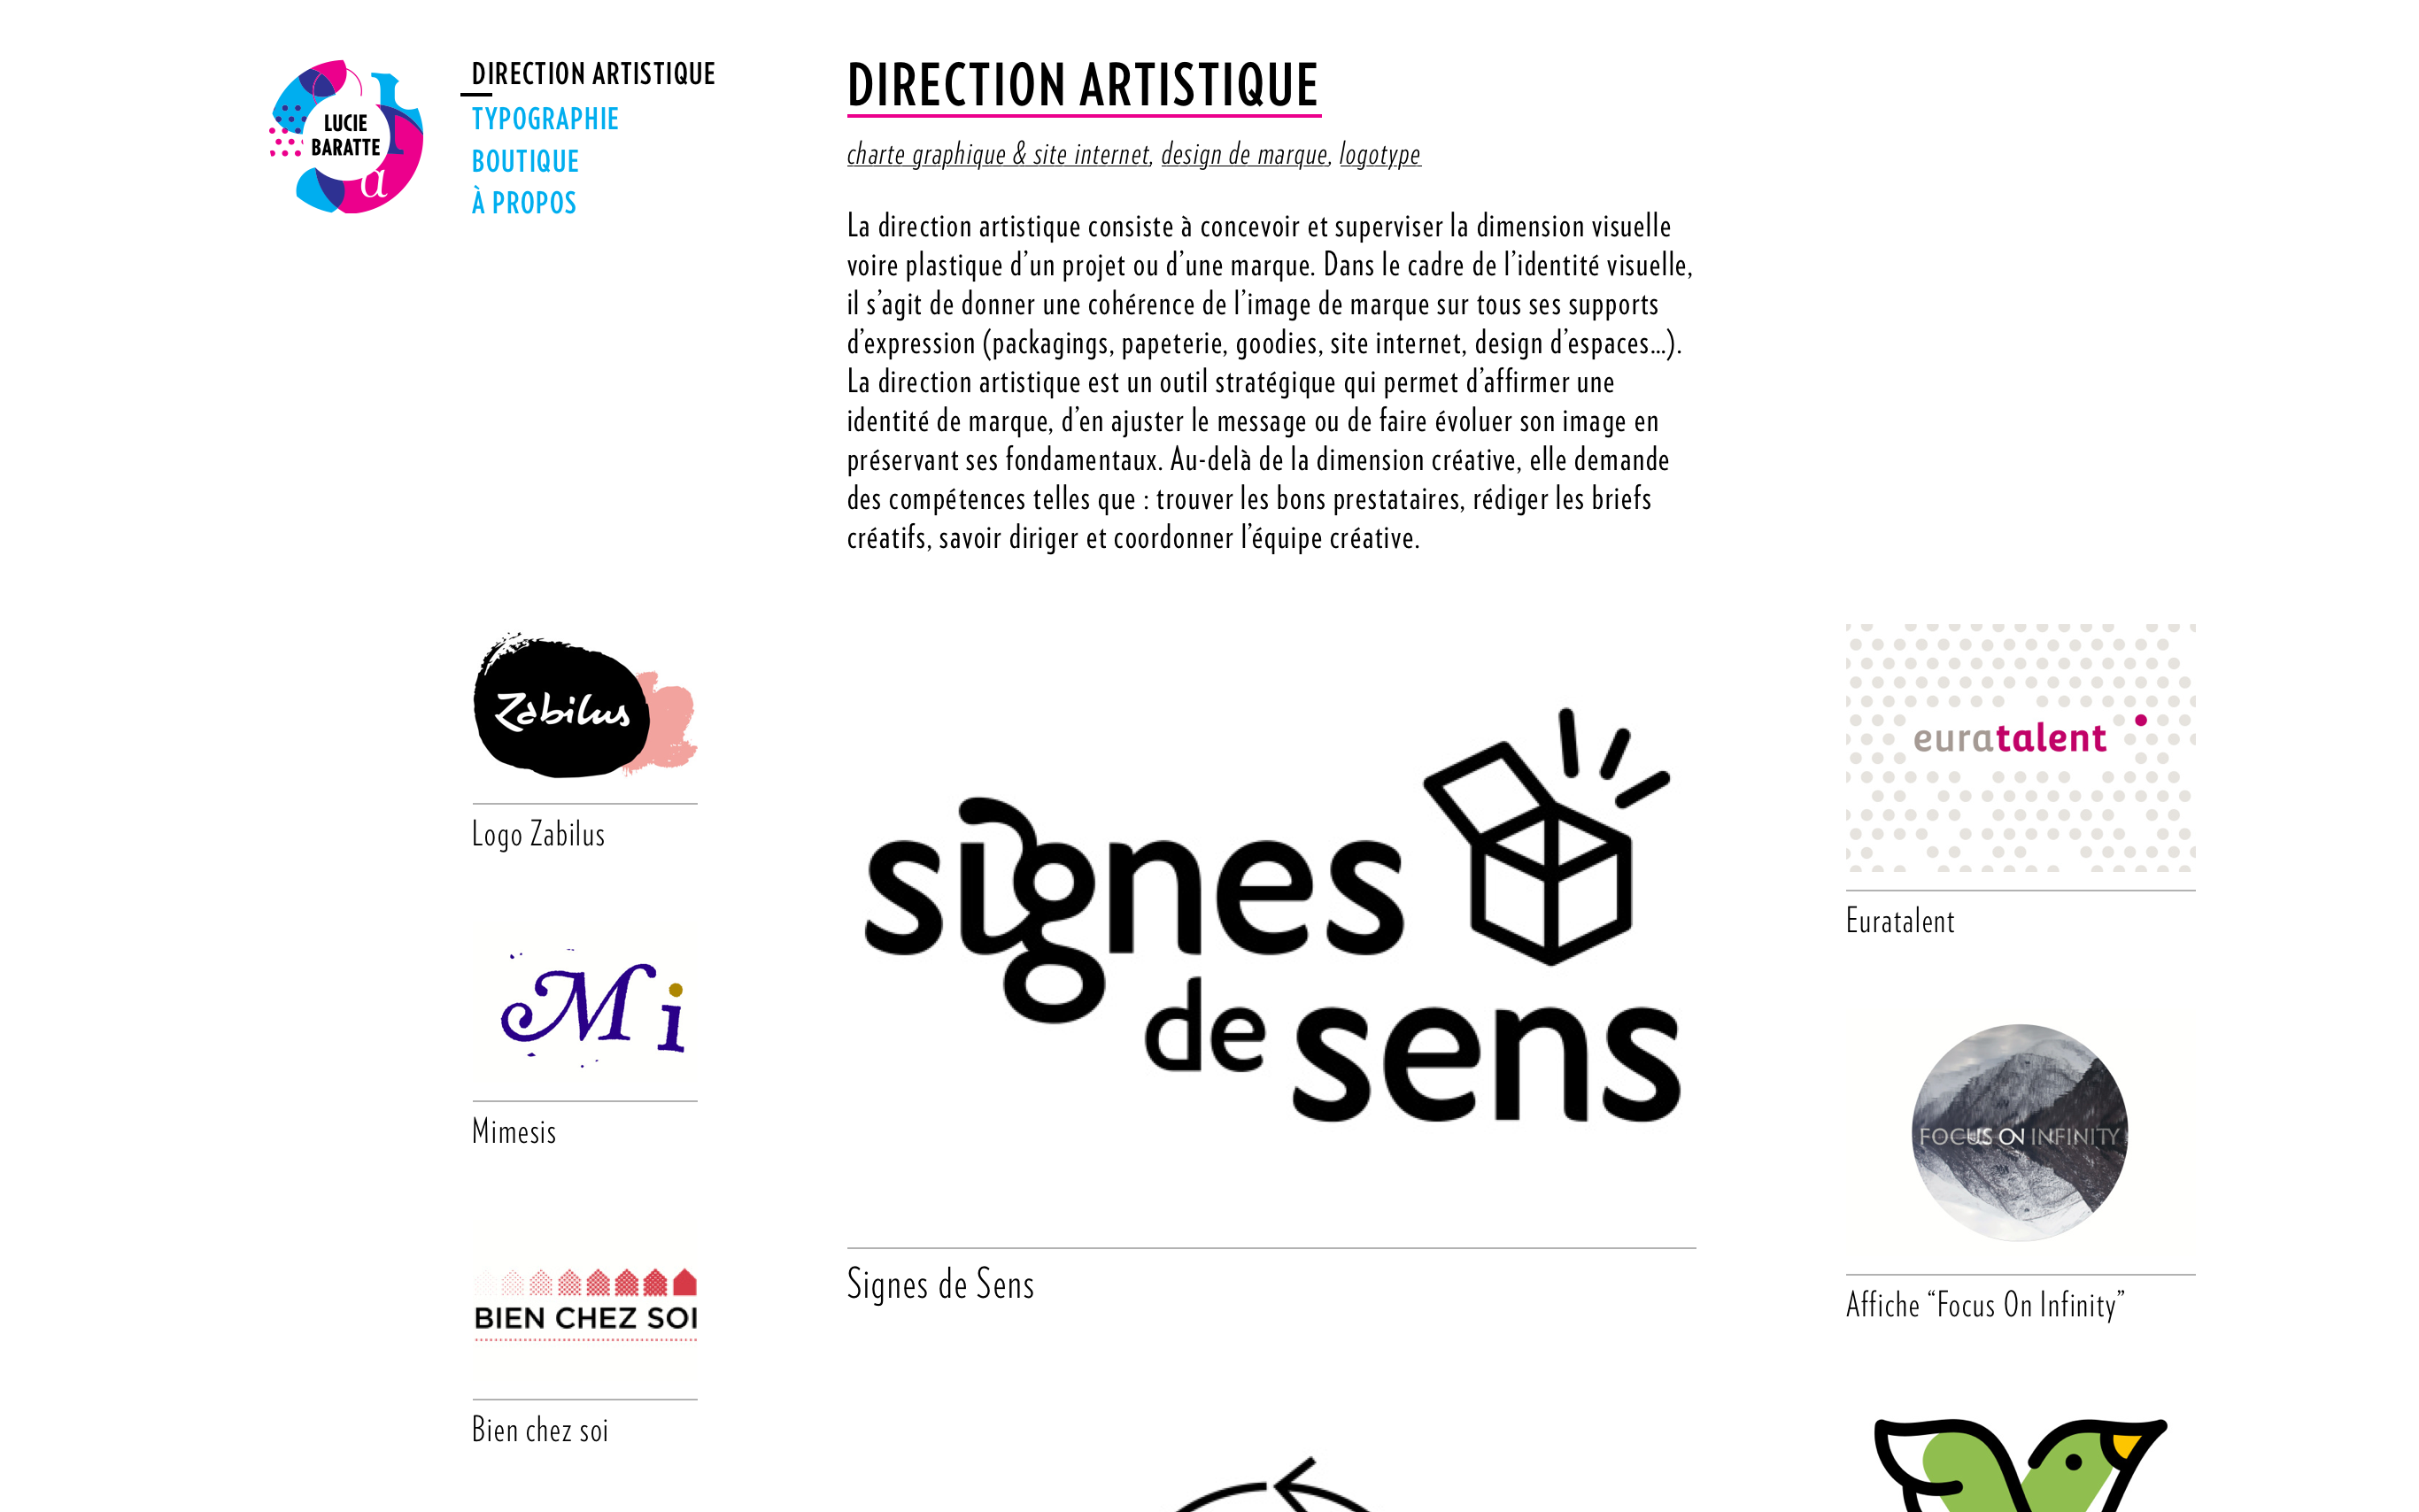 LUCIE
BARATTE
DIRECTION ARTISTIQUE
TYPOGRAPHIE
BOUTIQUE
À PROPOS
DIRECTION ARTISTIQUE
charte graphique & site internet, design de marque, logotype
La direction artistique consiste à concevoir et superviser la dimension visuelle
voire plastique d’un projet ou d’une marque. Dans le cadre de l’identité visuelle,
il s’agit de donner une cohérence de l’image de marque sur tous ses supports
d’expression (packagings, papeterie, goodies, site internet, design d’espaces…).
La direction artistique est un outil stratégique qui permet d’affirmer une
identité de marque, d’en ajuster le message ou de faire évoluer son image en
préservant ses fondamentaux. Au-delà de la dimension créative, elle demande
des compétences telles que : trouver les bons prestataires, rédiger les briefs
créatifs, savoir diriger et coordonner l’équipe créative.
Zabilus
Logo Zabilus
Mi
Mimesis
BIEN CHEZ SOI
Bien chez soi
signes
de sens
Signes de Sens
euratalent
Euratalent
FOCUS ON INFINITY
Affiche “Focus On Infinity”